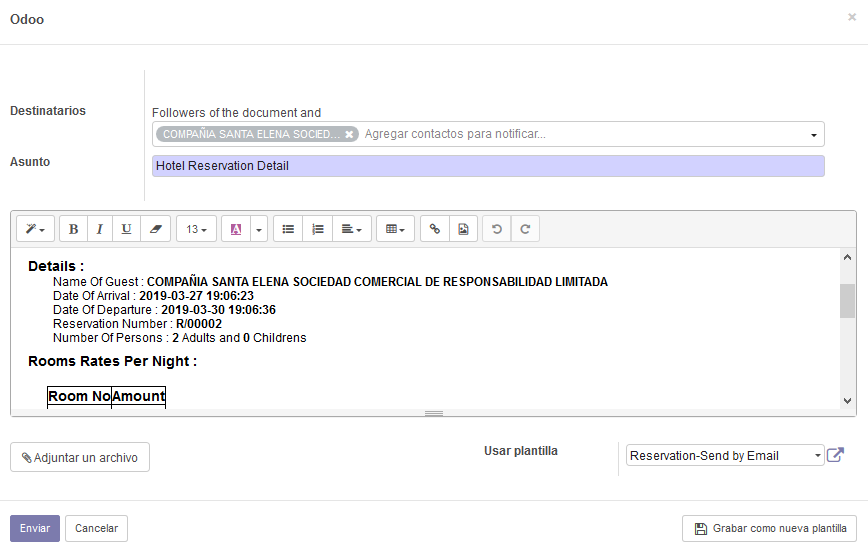 Odoo
×
Destinatarios
Followers of the document and
COMPAÑIA SANTA ELENA SOCIED... × Agregar contactos para notificar...
Asunto
Hotel Reservation Detail
B I U 13 A
Details :
Name Of Guest : COMPAÑIA SANTA ELENA SOCIEDAD COMERCIAL DE RESPONSABILIDAD LIMITADA
Date Of Arrival : 2019-03-27 19:06:23
Date Of Departure : 2019-03-30 19:06:36
Reservation Number : R/00002
Number Of Persons : 2 Adults and 0 Childrens
Rooms Rates Per Night :
Room No Amount
Adjuntar un archivo
Usar plantilla
Reservation-Send by Email
Enviar
Cancelar
Grabar como nueva plantilla